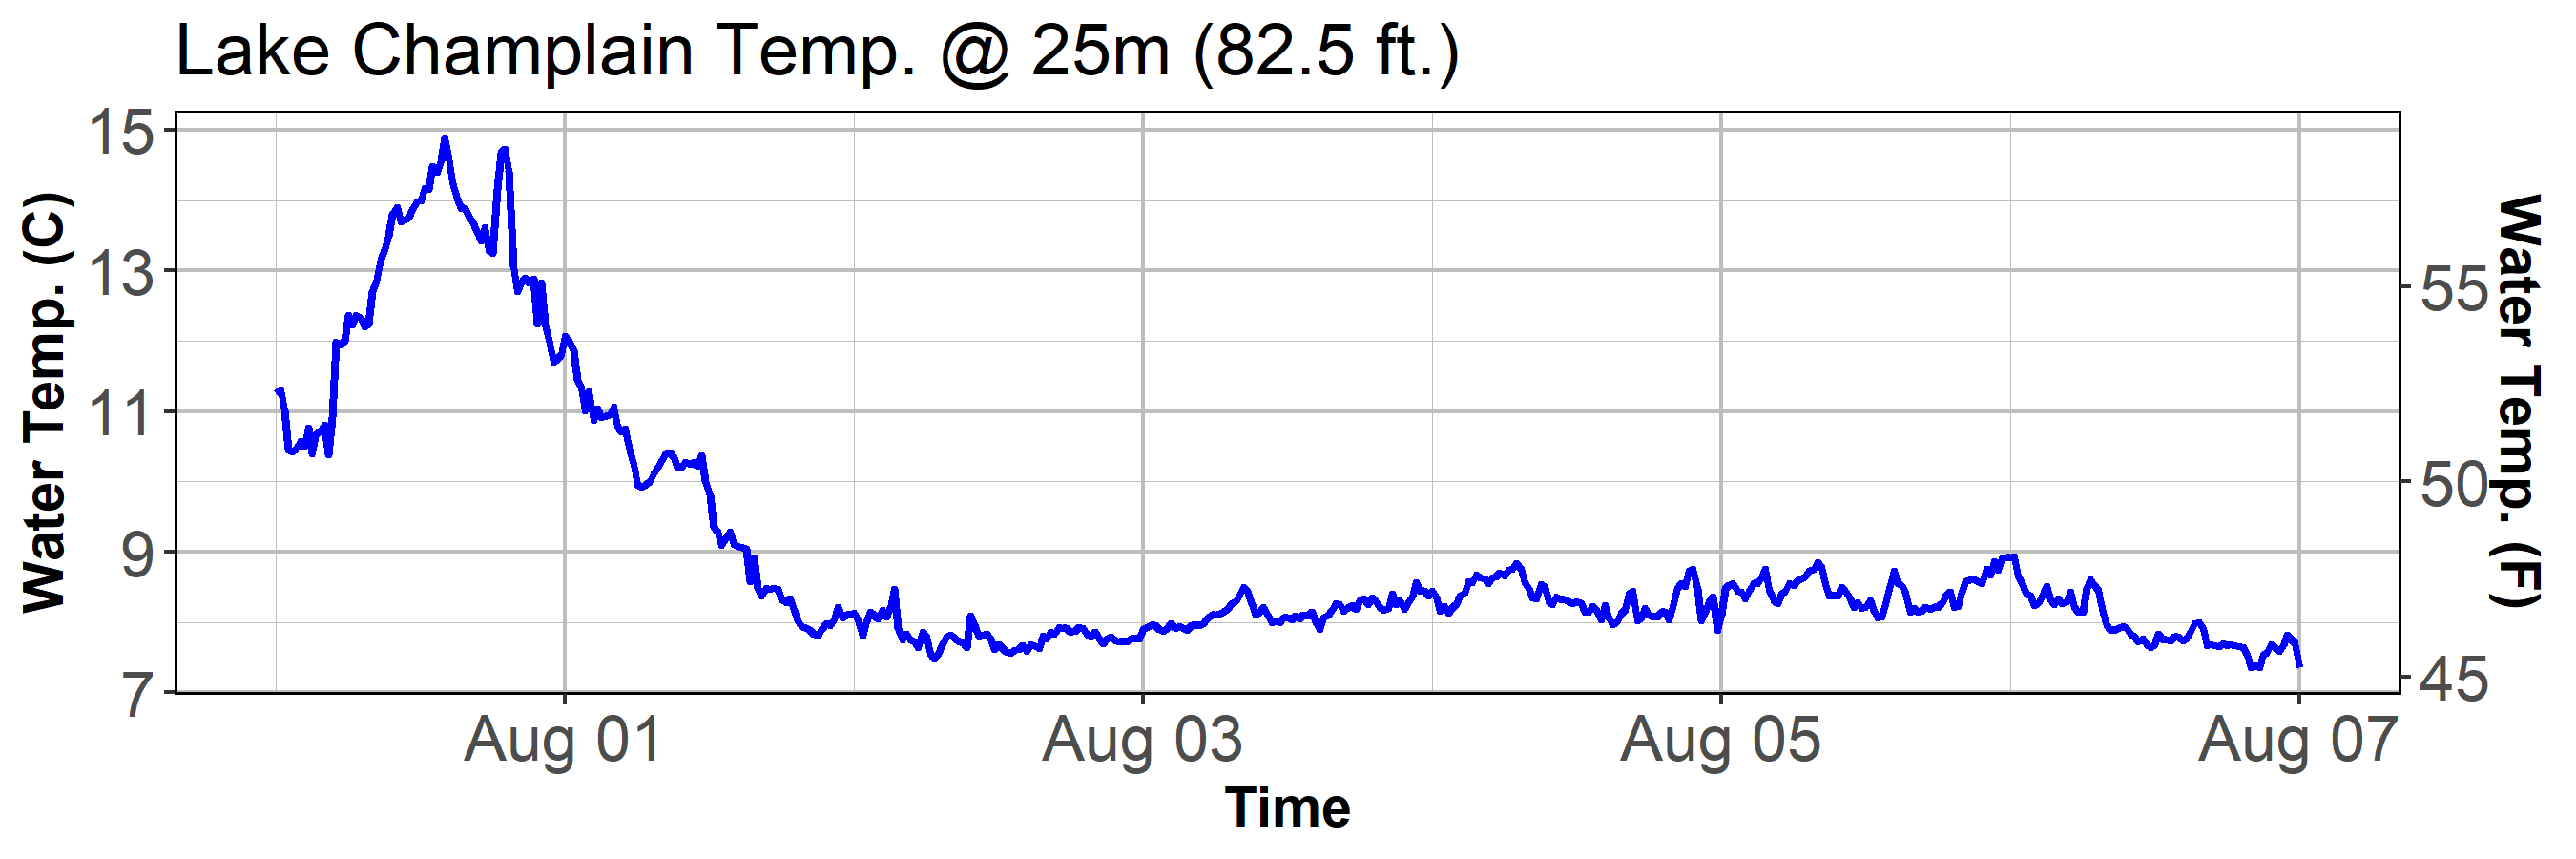 Lake Champlain Temp. @ 25m (82.5 ft.)
15
13
11
9
7
Water Temp. (C)
55
50
45
Water Temp. (F)
Aug 01 Aug 03 Aug 05 Aug 07
Time